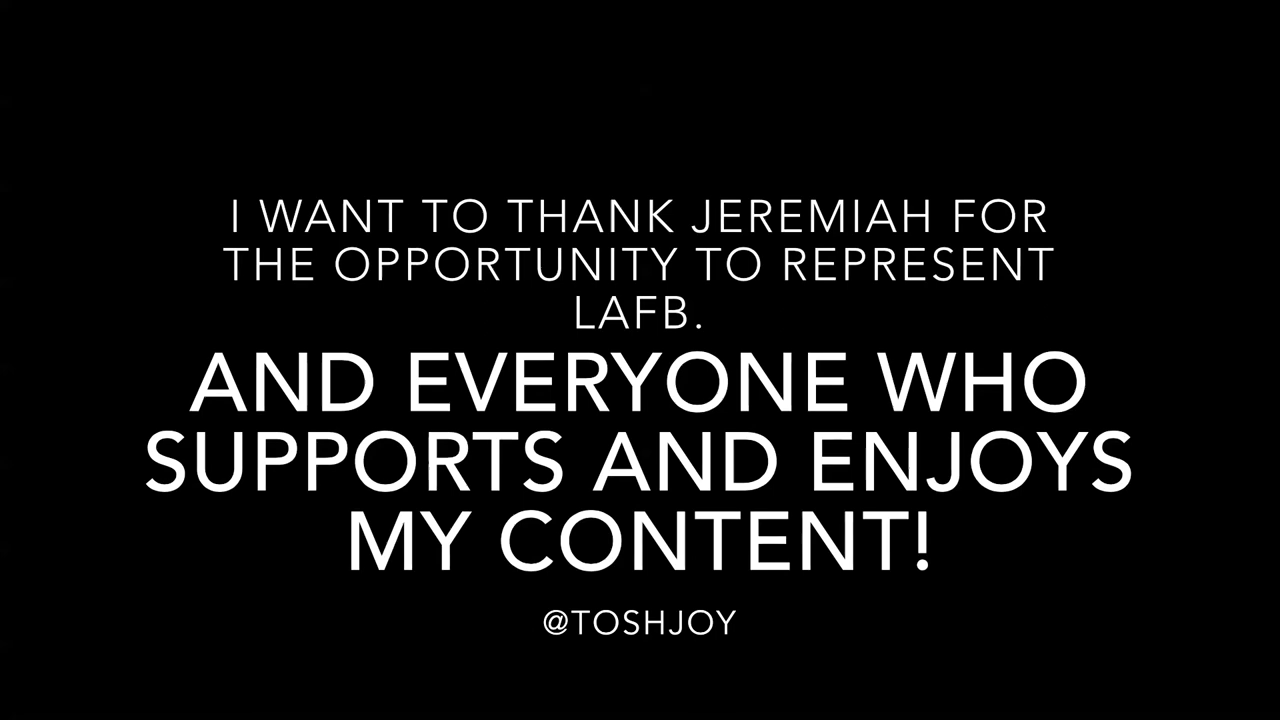 I WANT TO THANK JEREMIAH FOR
THE OPPORTUNITY TO REPRESENT
LAFB.
AND EVERYONE WHO
SUPPORTS AND ENJOYS
MY CONTENT!
@TOSHJOY